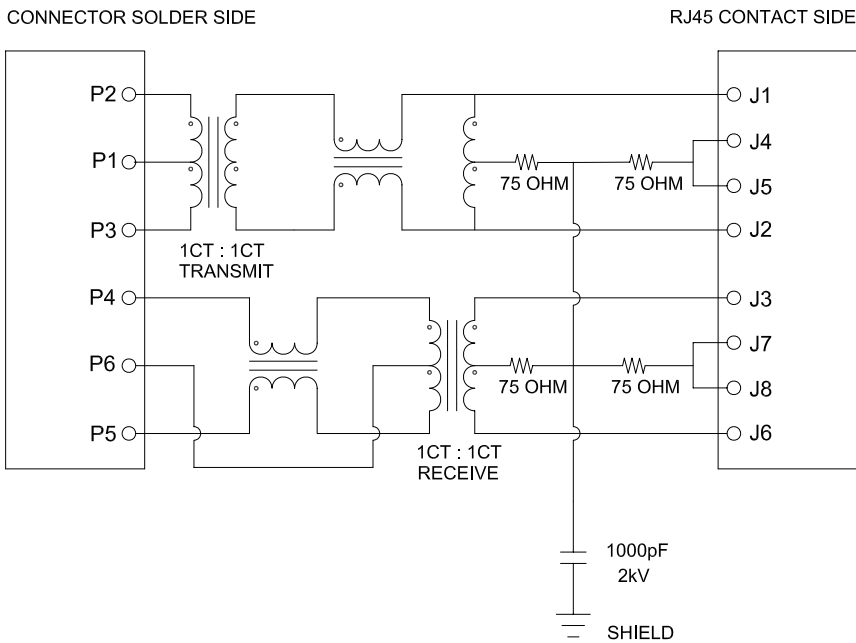 CONNECTOR SOLDER SIDE
RJ45 CONTACT SIDE
P2
J1
J4
P1
75 OHM
75 OHM
J5
P3
J2
1CT : 1CT
TRANSMIT
P4
J3
J7
P6
75 OHM
75 OHM
J8
P5
J6
1CT : 1CT
RECEIVE
1000pF
2kV
SHIELD